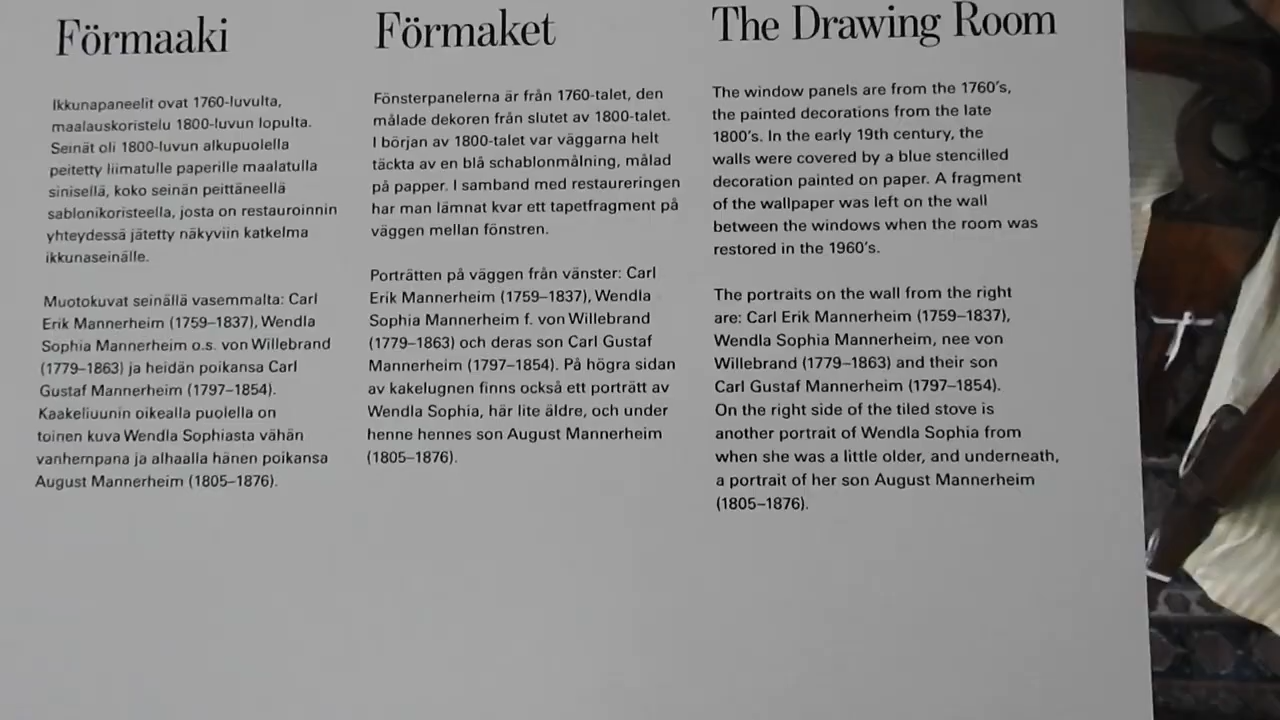 Förmaaki
Ikkunapaneelit ovat 1760-luvulta,
maalauskoristelu 1800-luvun lopulta.
Seinät oli 1800-luvun alkupuolella
peitetty liimatulle paperille maalatulla
sinisellä, koko seinän peittäneellä
sablonikoristeella, josta on restauroinnin
yhteydessä jätetty näkyviin katkelma
ikkunaseinälle.
Muotokuvat seinällä vasemmalta: Carl
Erik Mannerheim (1759–1837), Wendla
Sophia Mannerheim o.s. von Willebrand
(1779–1863) ja heidän poikansa Carl
Gustaf Mannerheim (1797–1854).
Kaakeliuunin oikealla puolella on
toinen kuva Wendla Sophiasta vähän
vanhempana ja alhaalla hänen poikansa
August Mannerheim (1805–1876).
Förmaket
Fönsterpanelerna är från 1760-talet, den
målade dekoren från slutet av 1800-talet.
I början av 1800-talet var väggarna helt
täckta av en blå schablonmålning, målad
på papper. I samband med restaureringen
har man lämnat kvar ett tapetfragment på
väggen mellan fönstren.
Porträtten på väggen från vänster: Carl
Erik Mannerheim (1759–1837), Wendla
Sophia Mannerheim f. von Willebrand
(1779–1863) och deras son Carl Gustaf
Mannerheim (1797–1854). På högra sidan
av kakelugnen finns också ett porträtt av
Wendla Sophia, här lite äldre, och under
henne hennes son August Mannerheim
(1805–1876).
The Drawing Room
The window panels are from the 1760's,
the painted decorations from the late
1800's. In the early 19th century, the
walls were covered by a blue stencilled
decoration painted on paper. A fragment
of the wallpaper was left on the wall
between the windows when the room was
restored in the 1960's.
The portraits on the wall from the right
are: Carl Erik Mannerheim (1759–1837),
Wendla Sophia Mannerheim, nee von
Willebrand (1779–1863) and their son
Carl Gustaf Mannerheim (1797–1854).
On the right side of the tiled stove is
another portrait of Wendla Sophia from
when she was a little older, and underneath,
a portrait of her son August Mannerheim
(1805–1876).